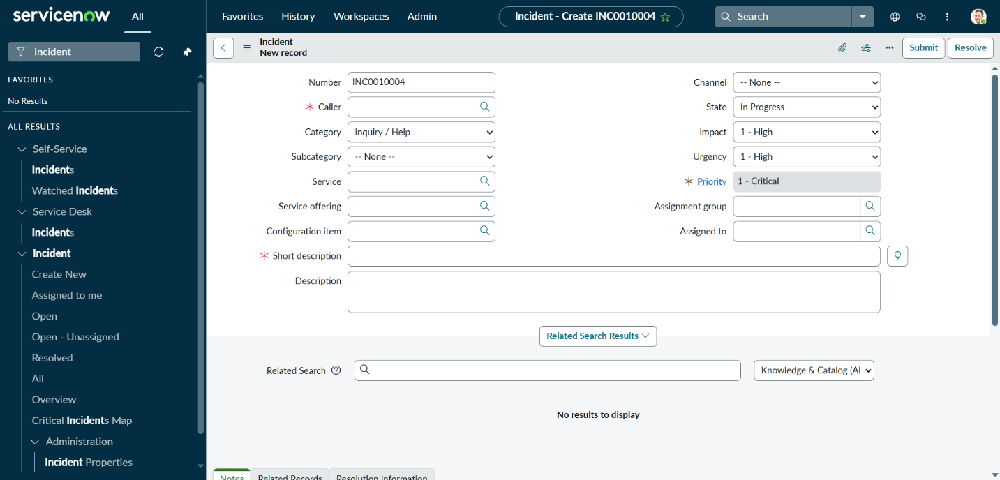 servicenow
All
Favorites
History
Workspaces
Admin
Incident - Create INC0010004
Search
incident
FAVORITES
No Results
ALL RESULTS
Self-Service
Incidents
Watched Incidents
Service Desk
Incidents
Incident
Create New
Assigned to me
Open
Open - Unassigned
Resolved
All
Overview
Critical Incidents Map
Administration
Incident Properties
Incident
New record
Submit
Resolve
Number
INC0010004
Channel
-- None --
Caller
State
In Progress
Category
Inquiry / Help
Impact
1 - High
Subcategory
-- None --
Urgency
1 - High
Service
Priority
1 - Critical
Service offering
Assignment group
Configuration item
Assigned to
Short description
Description
Related Search Results
Related Search
Knowledge & Catalog (Al
No results to display
Notes
Related Records
Resolution Information